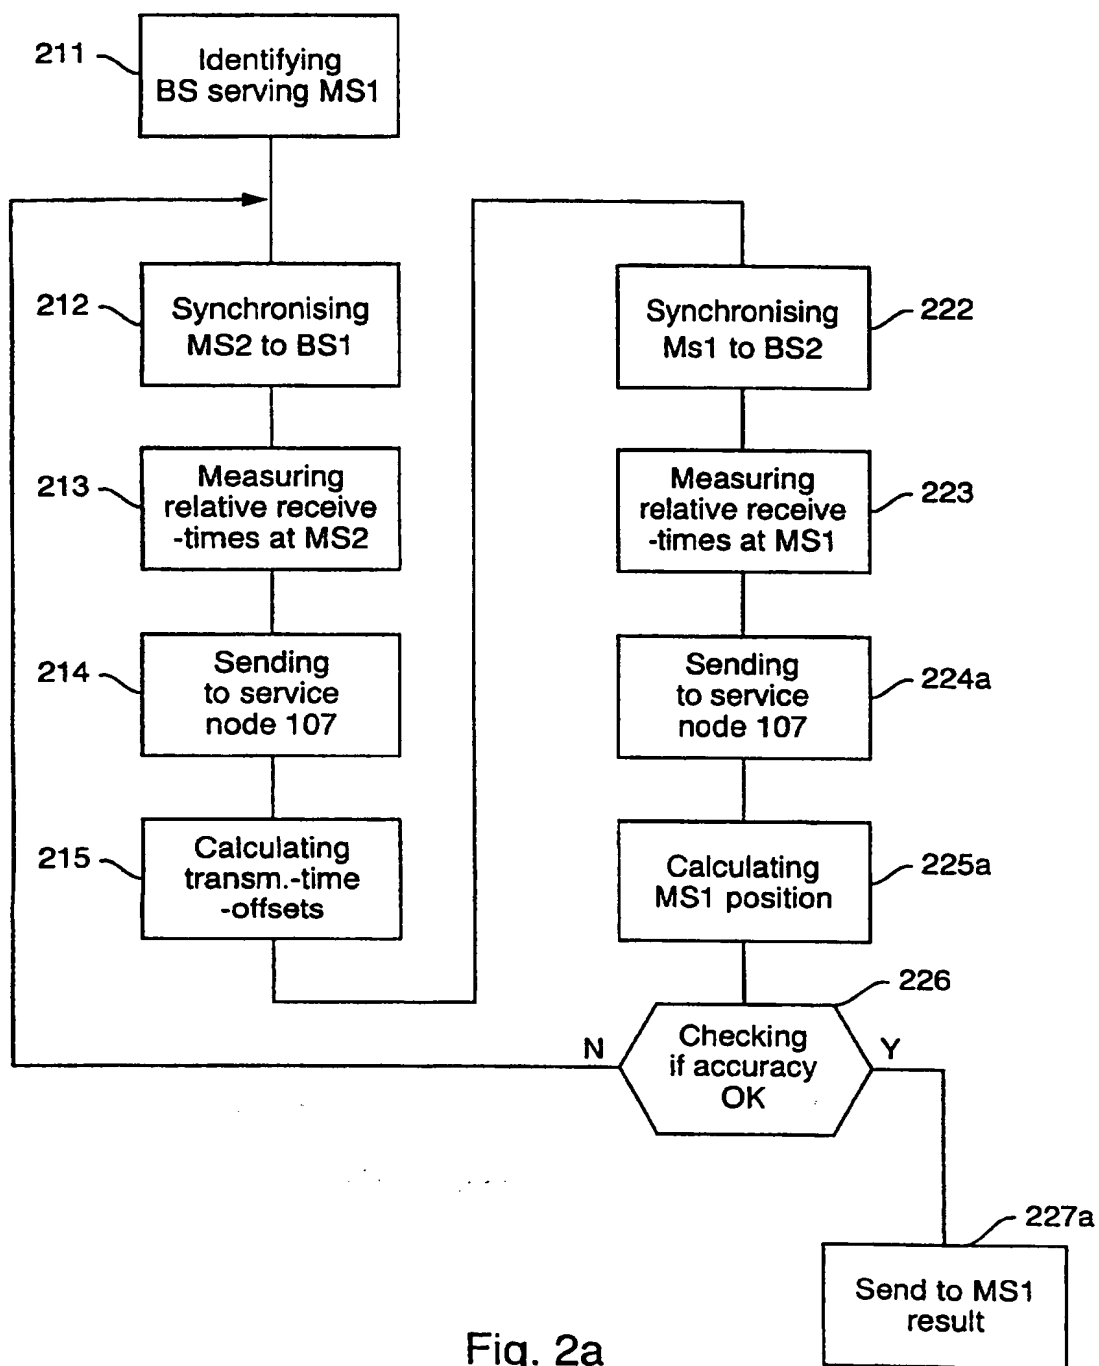 211
Identifying
BS serving MS1
212
Synchronising
MS2 to BS1
213
Measuring
relative receive
-times at MS2
214
Sending
to service
node 107
215
Calculating
transm.-time
-offsets
222
Synchronising
Ms1 to BS2
223
Measuring
relative receive
-times at MS1
224a
Sending
to service
node 107
225a
Calculating
MS1 position
226
Checking
if accuracy
OK
N
Y
227a
Send to MS1
result
Fig. 2a